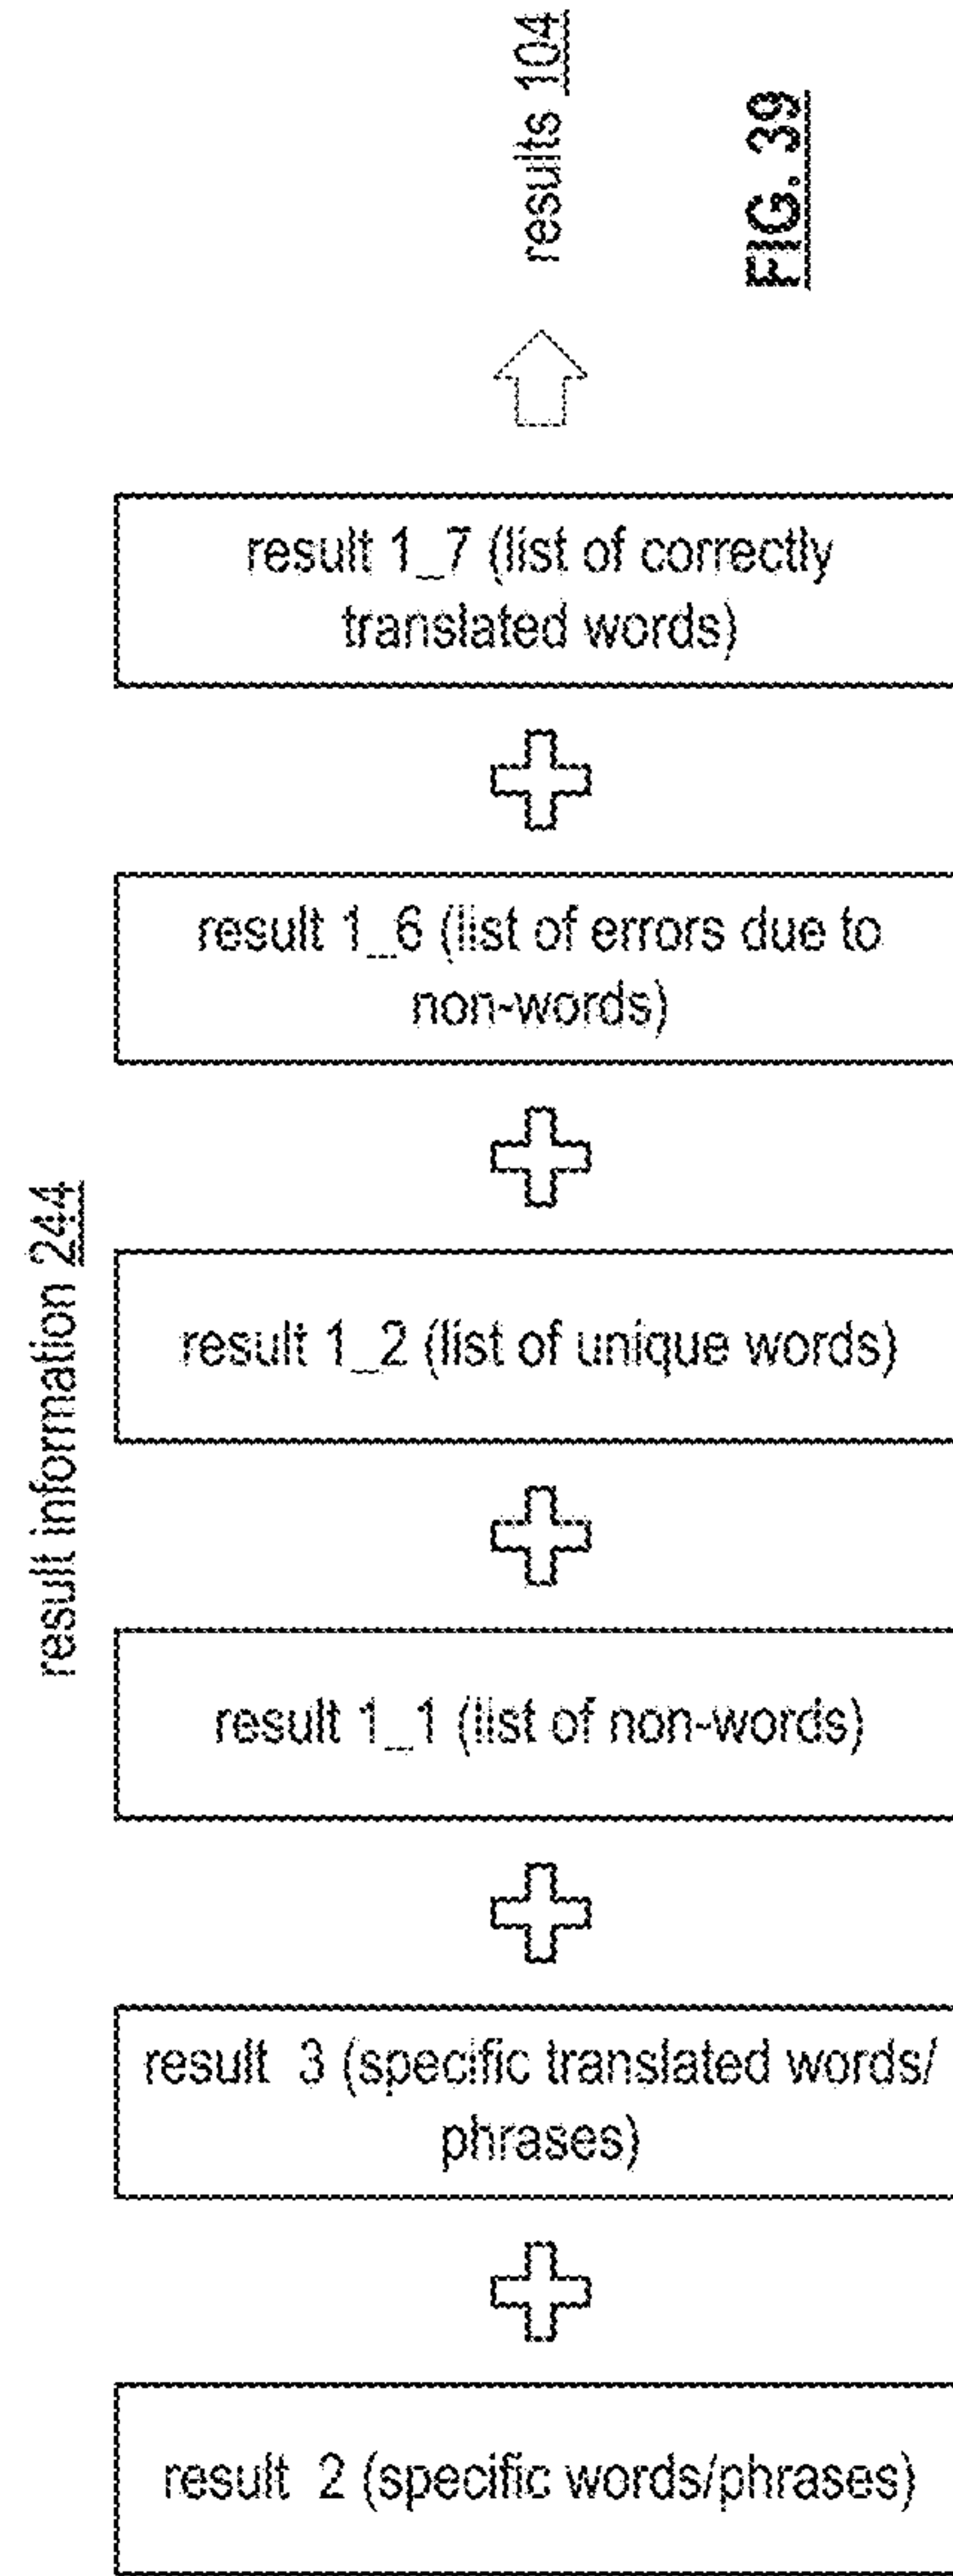 results 104
FIG. 39
result 1_7 (list of correctly
translated words)
result 1_6 (list of errors due to
non-words)
result information 244
result 1_2 (list of unique words)
result 1_1 (list of non-words)
result 3 (specific translated words/
phrases)
result 2 (specific words/phrases)